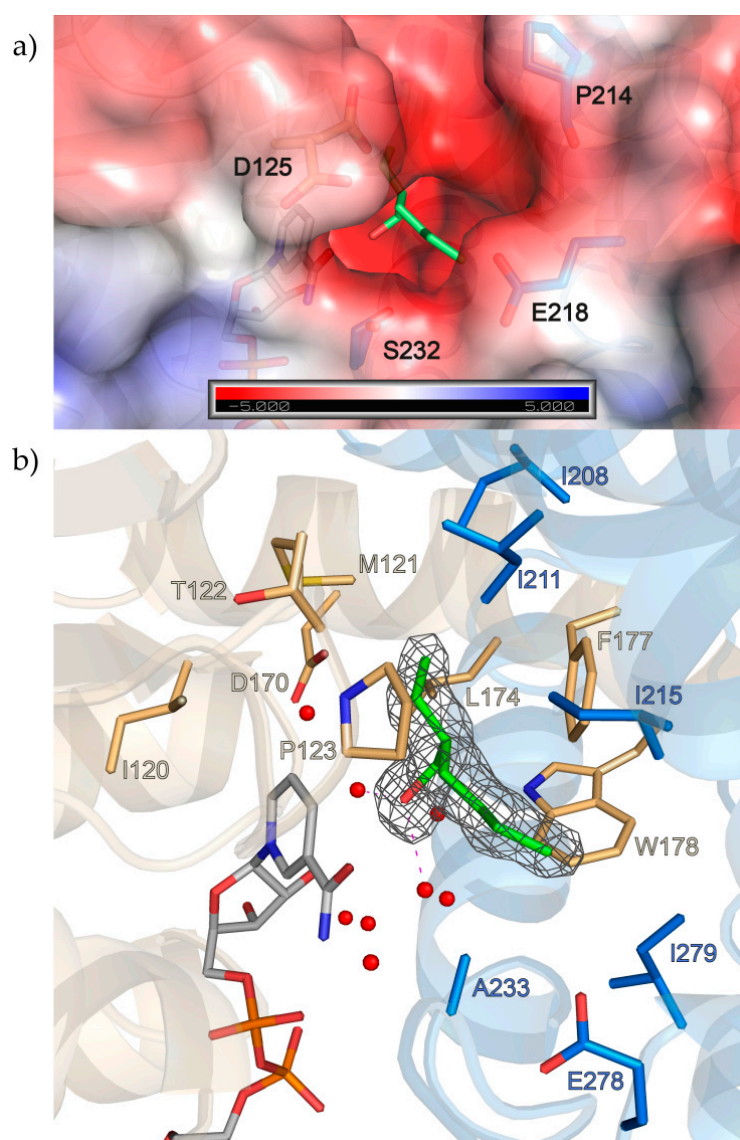 a)
P214
D125
E218
S232
-5.000 5.000
b)
I208
M121
T122
I211
F177
D170
L174
I215
P123
I120
W178
I279
A233
E278